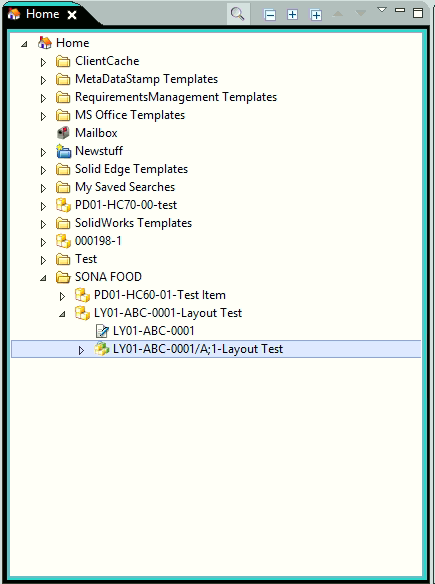 Home
Home
ClientCache
MetaDataStamp Templates
RequirementsManagement Templates
MS Office Templates
Mailbox
Newstuff
Solid Edge Templates
My Saved Searches
PD01-HC70-00-test
SolidWorks Templates
000198-1
Test
SONA FOOD
PD01-HC60-01-Test Item
LY01-ABC-0001-Layout Test
LY01-ABC-0001
LY01-ABC-0001/A;1-Layout Test